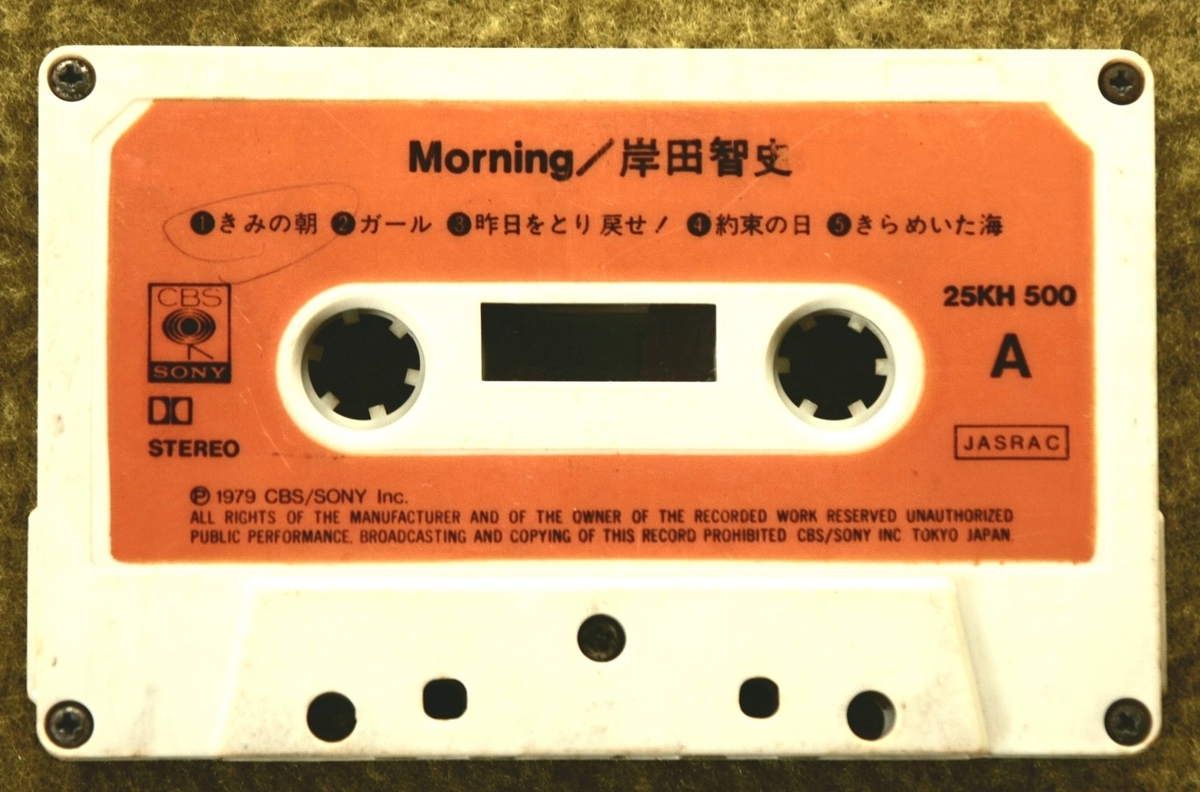 Morning／岸田智史
❶きみの朝 ❷ガール ❸昨日をとり戻せ！ ❹約束の日 ❺きらめいた海
CBS
SONY
25KH 500
A
STEREO
JASRAC
Ⓟ 1979 CBS/SONY Inc.
ALL RIGHTS OF THE MANUFACTURER AND OF THE OWNER OF THE RECORDED WORK RESERVED UNAUTHORIZED
PUBLIC PERFORMANCE, BROADCASTING AND COPYING OF THIS RECORD PROHIBITED CBS/SONY INC TOKYO JAPAN.